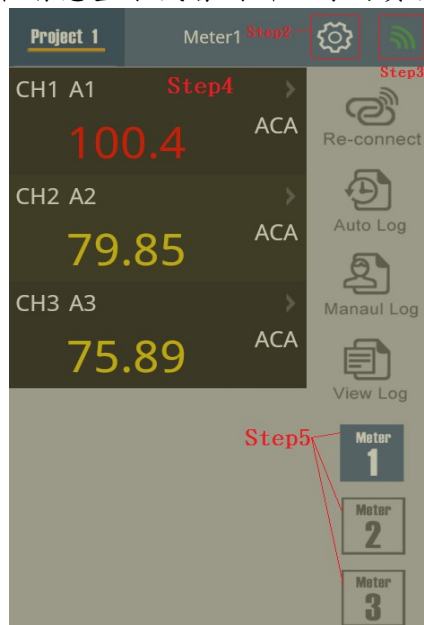 Project 1 Meter1 Step2
Step3
CH1 A1 Step4
100.4 ACA
Re-connect
CH2 A2
79.85 ACA
Auto Log
CH3 A3
75.89 ACA
Manaul Log
View Log
Step5
Meter
1
Meter
2
Meter
3